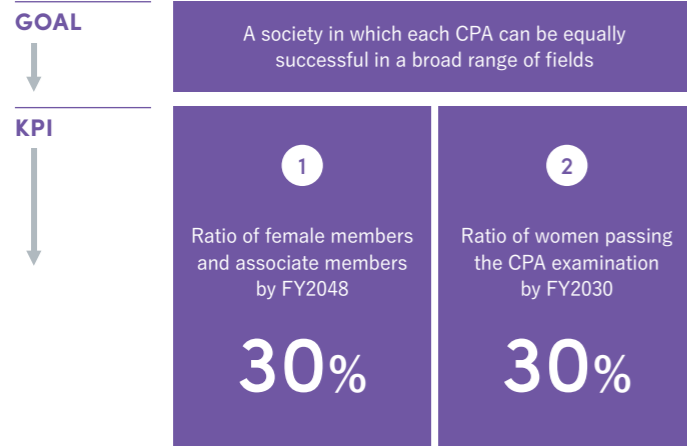 GOAL
A society in which each CPA can be equally
successful in a broad range of fields
KPI
1
Ratio of female members
and associate members
by FY2048
30%
2
Ratio of women passing
the CPA examination
by FY2030
30%